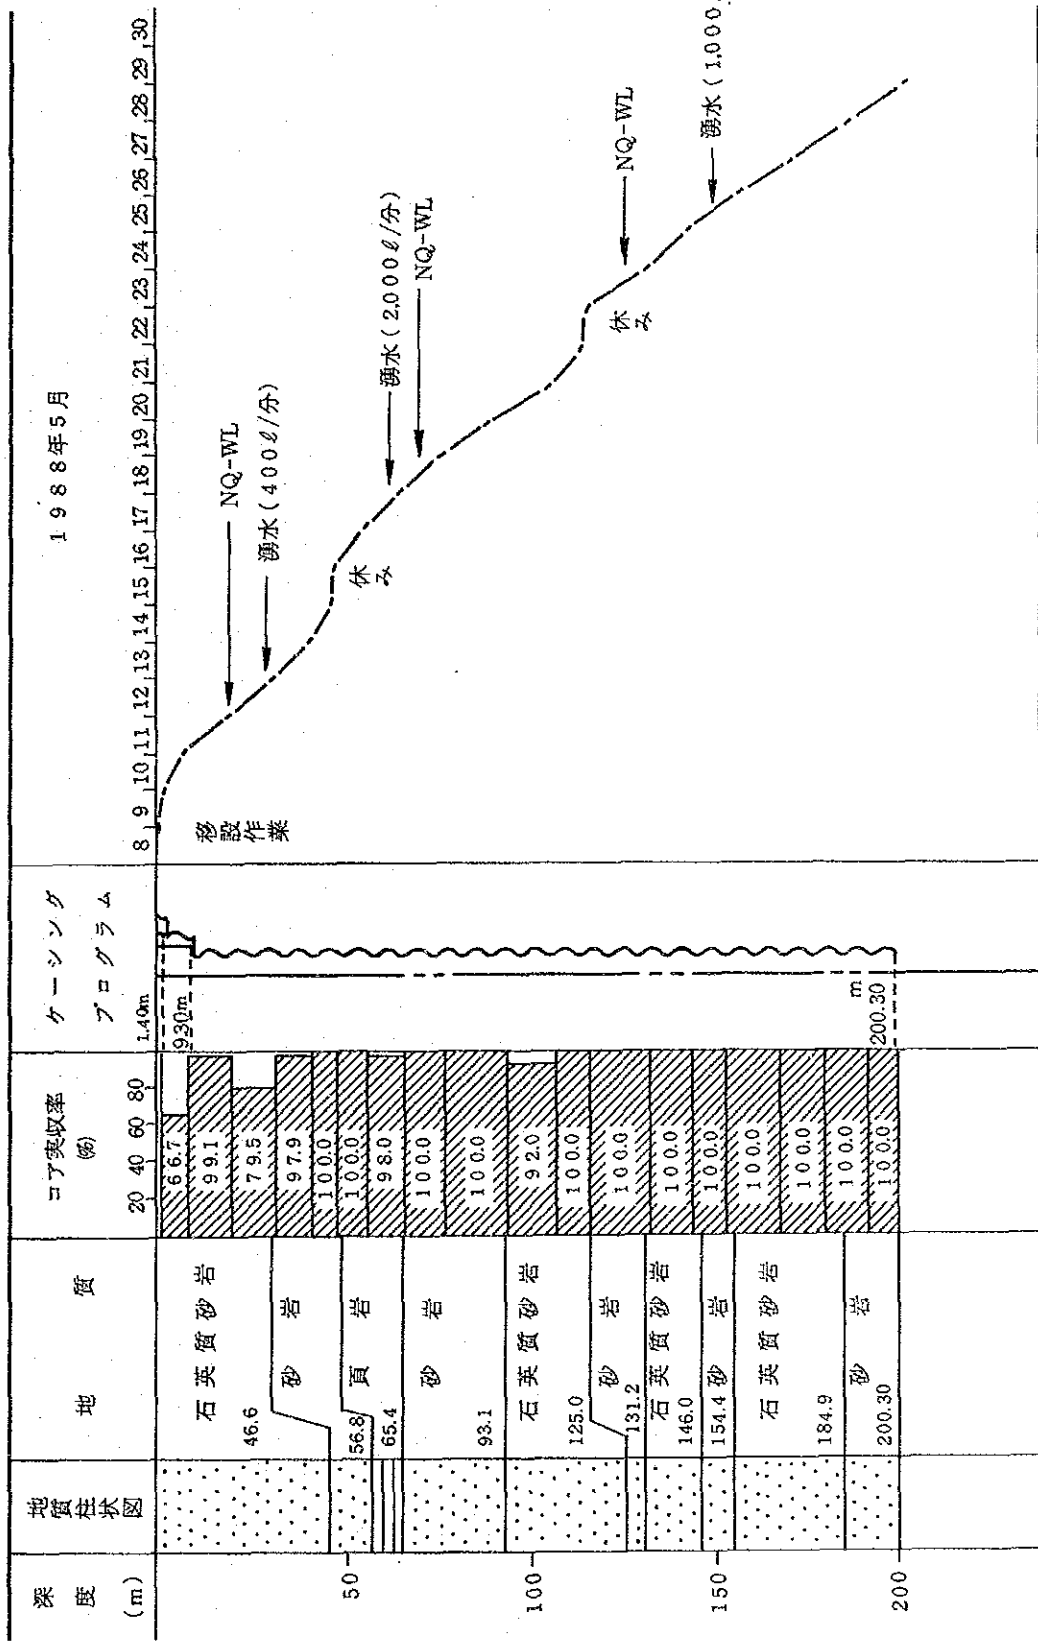 深度
(m)
地質柱状図
地質
コア実収率
(%)
20 40 60 80
ケーシング
プログラム
1988年5月
8 9 10 11 12 13 14 15 16 17 18 19 20 21 22 23 24 25 26 27 28 29 30
50
100
150
200
石英質砂岩
46.6
砂岩
56.8
頁岩
65.4
砂岩
93.1
石英質砂岩
125.0
砂岩
131.2
石英質砂岩
146.0
砂岩
154.4
石英質砂岩
184.9
砂岩
200.30
66.7
99.1
79.5
97.9
100.0
100.0
98.0
100.0
100.0
92.0
100.0
100.0
100.0
100.0
100.0
100.0
100.0
100.0
1.40m
9.30m
200.30
m
移設作業
NQ-WL
湧水(400ℓ/分)
休み
湧水(2,000ℓ/分)
NQ-WL
休み
NQ-WL
湧水(1,000